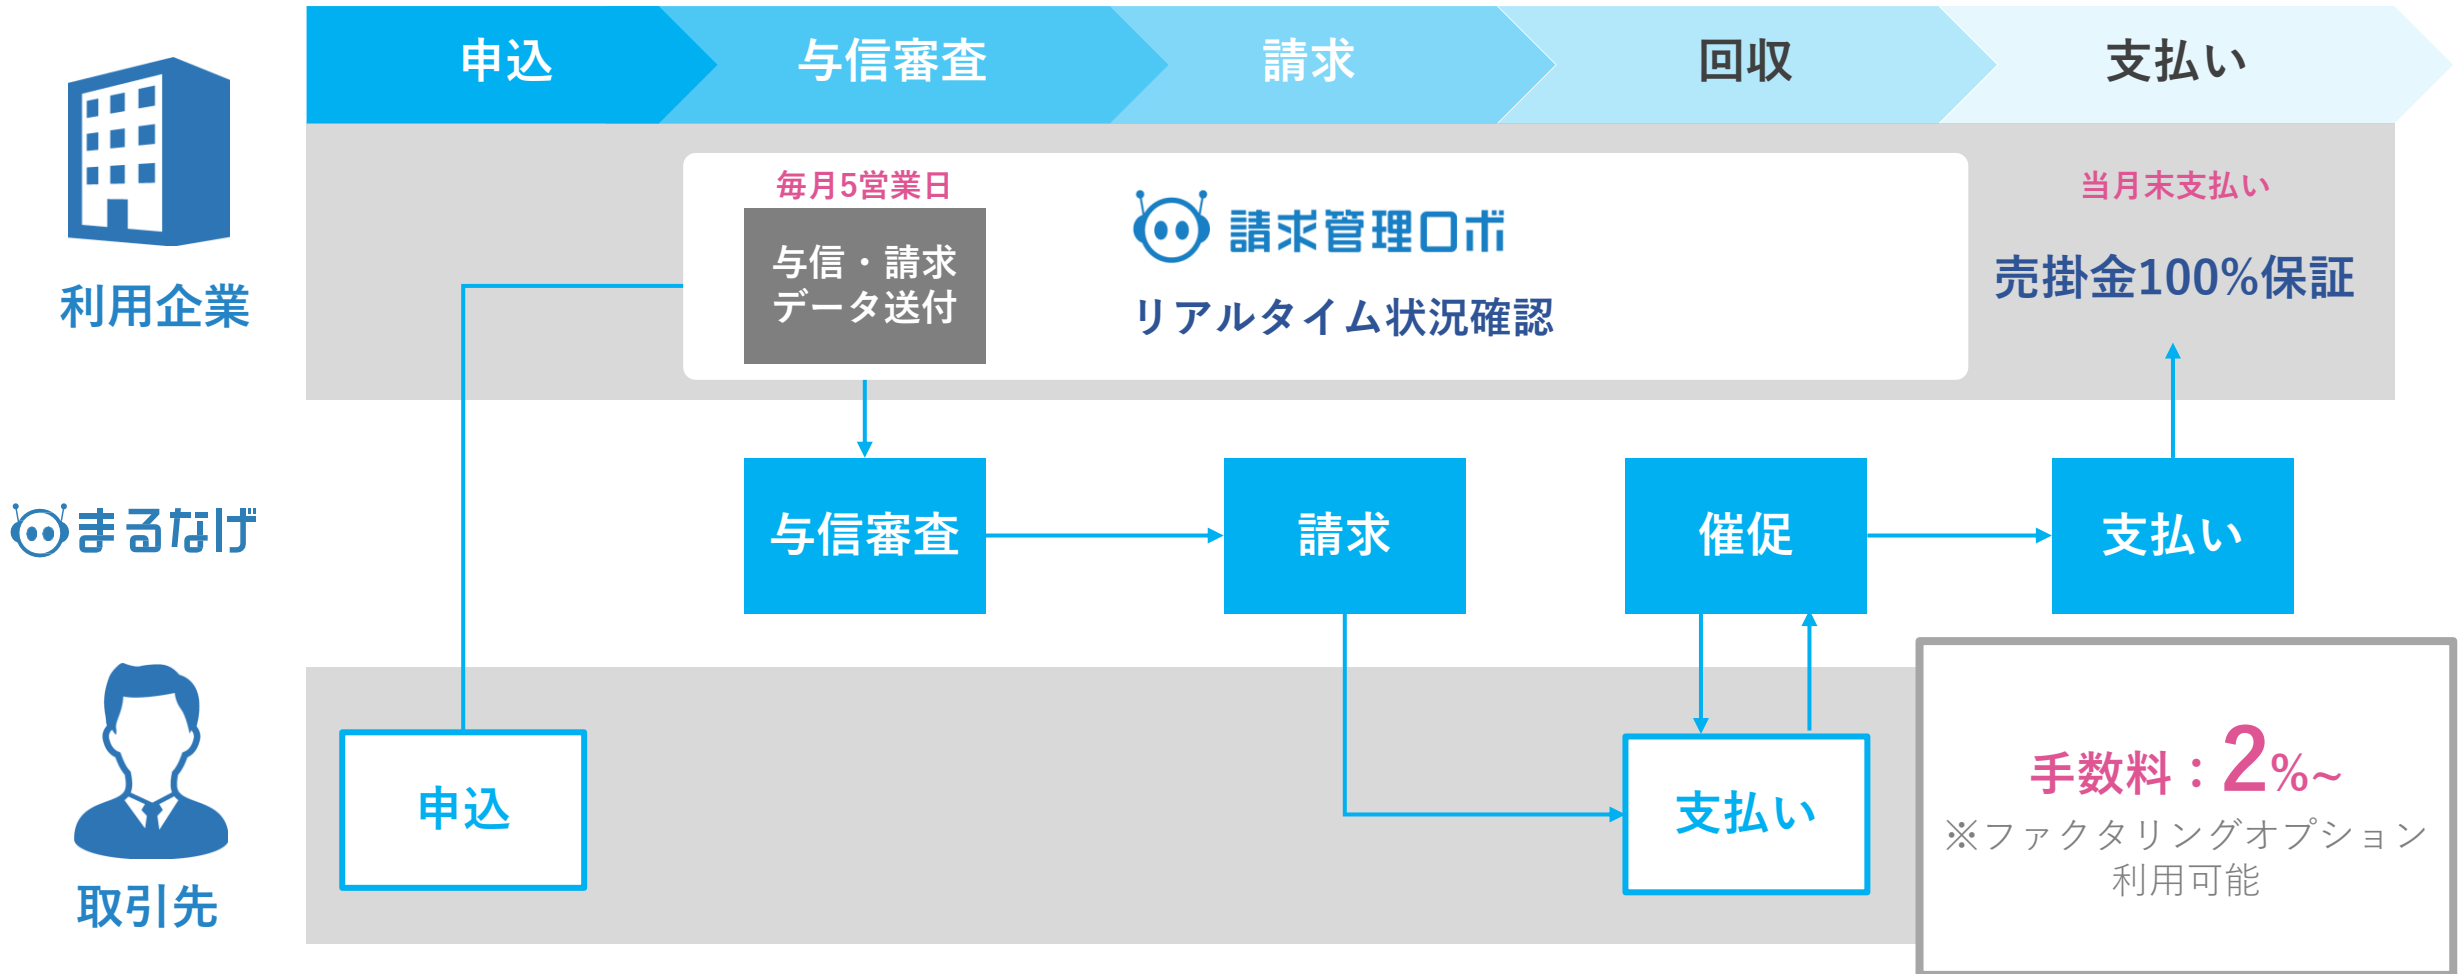 申込
与信審査
請求
回収
支払い
利用企業
毎月5営業日
与信・請求
データ送付
請求管理ロボ
リアルタイム状況確認
当月末支払い
売掛金100%保証
まるなげ
与信審査
請求
催促
支払い
取引先
申込
支払い
手数料：2%~
※ファクタリングオプション
利用可能